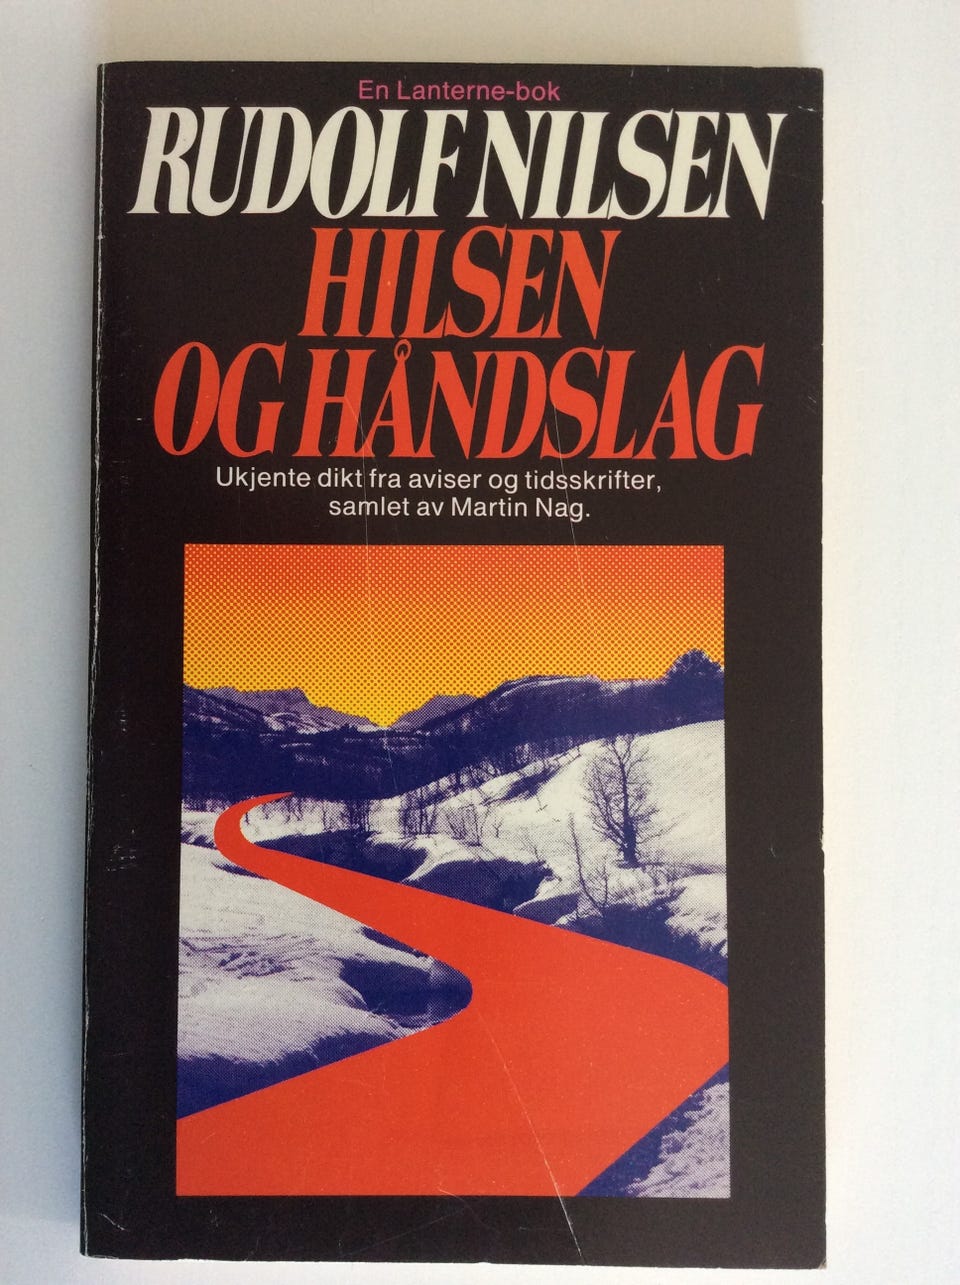 En Lanterne-bok
RUDOLF NILSEN
HILSEN
OG HÅNDSLAG
Ukjente dikt fra aviser og tidsskrifter,
samlet av Martin Nag.